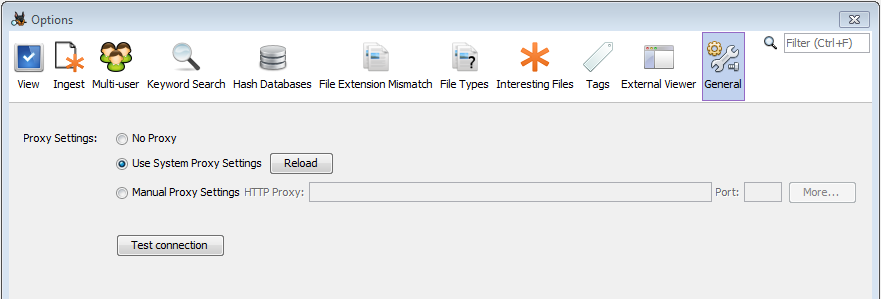 Options
Filter (Ctrl+F)
View Ingest Multi-user Keyword Search Hash Databases File Extension Mismatch File Types Interesting Files Tags External Viewer General
Proxy Settings: No Proxy
Use System Proxy Settings Reload
Manual Proxy Settings HTTP Proxy: Port: More...
Test connection